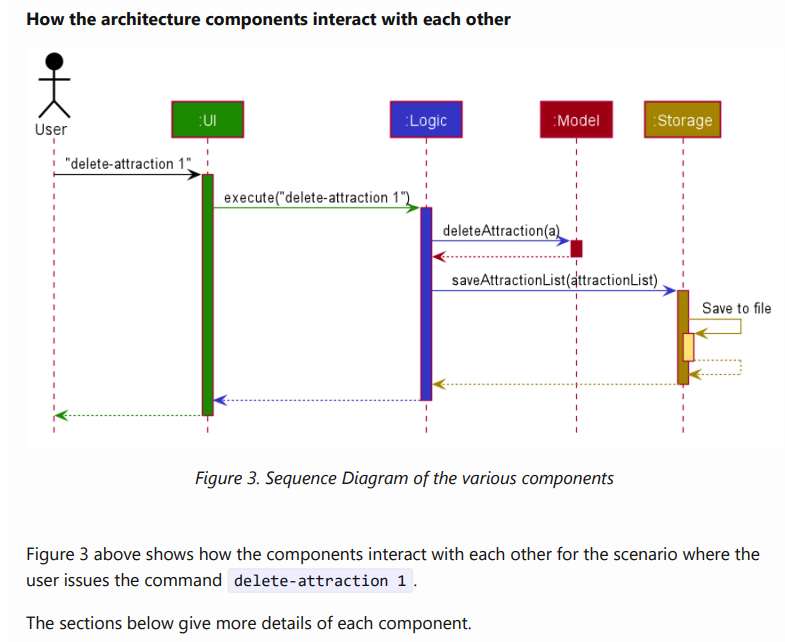 How the architecture components interact with each other
User
:UI
:Logic
:Model
:Storage
"delete-attraction 1"
execute("delete-attraction 1")
deleteAttraction(a)
saveAttractionList(attractionList)
Save to file
Figure 3. Sequence Diagram of the various components
Figure 3 above shows how the components interact with each other for the scenario where the
user issues the command delete-attraction 1 .
The sections below give more details of each component.